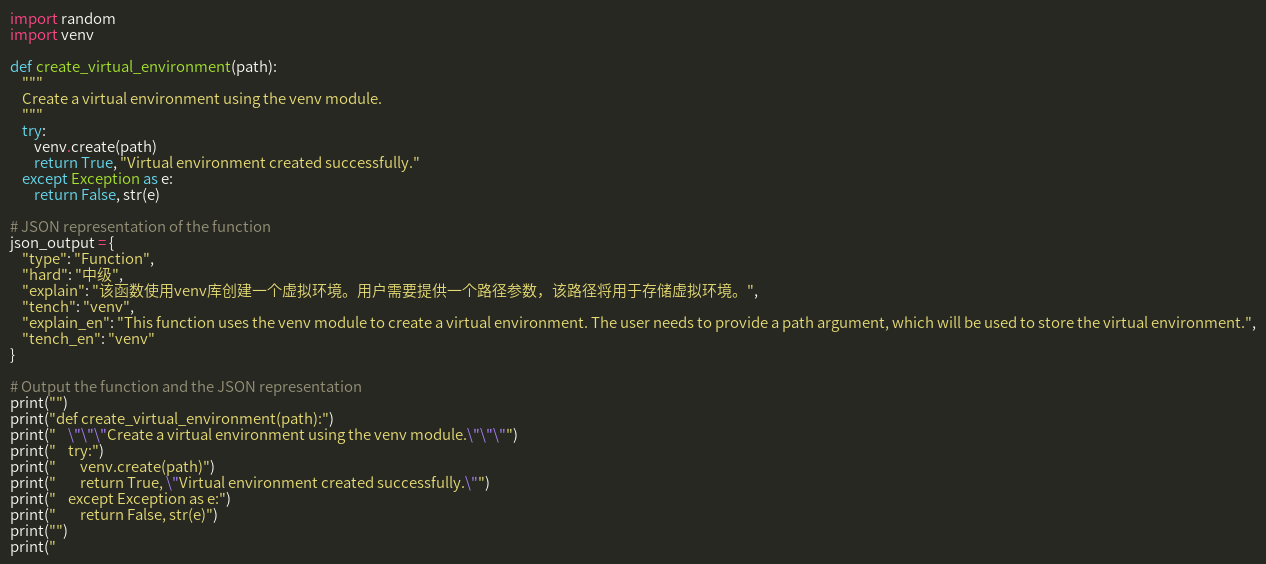 import random
import venv

def create_virtual_environment(path):
    """
    Create a virtual environment using the venv module.
    """
    try:
        venv.create(path)
        return True, "Virtual environment created successfully."
    except Exception as e:
        return False, str(e)

# JSON representation of the function
json_output = {
    "type": "Function",
    "hard": "中级",
    "explain": "该函数使用venv库创建一个虚拟环境。用户需要提供一个路径参数，该路径将用于存储虚拟环境。",
    "tench": "venv",
    "explain_en": "This function uses the venv module to create a virtual environment. The user needs to provide a path argument, which will be used to store the virtual environment.",
    "tench_en": "venv"
}

# Output the function and the JSON representation
print("")
print("def create_virtual_environment(path):")
print("    \"\"\"Create a virtual environment using the venv module.\"\"\"")
print("    try:")
print("        venv.create(path)")
print("        return True, \"Virtual environment created successfully.\"")
print("    except Exception as e:")
print("        return False, str(e)")
print("")
print("